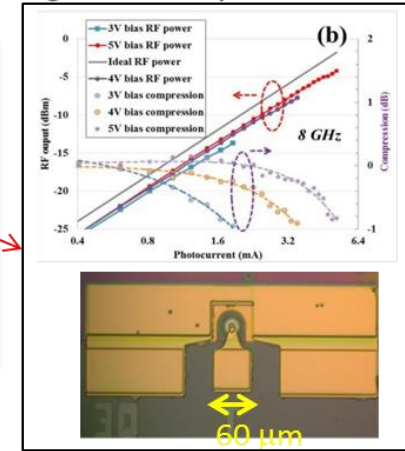 (b)
3V bias RF power
5V bias RF power
Ideal RF power
4V bias RF power
3V bias compression
4V bias compression
5V bias compression
8 GHz
RF ouput (dBm)
0
-5
-10
-15
-20
-25
Compression (dB)
2
1
0
-1
0.4 0.8 1.6 3.2 6.4
Photocurrent (mA)
60 μm